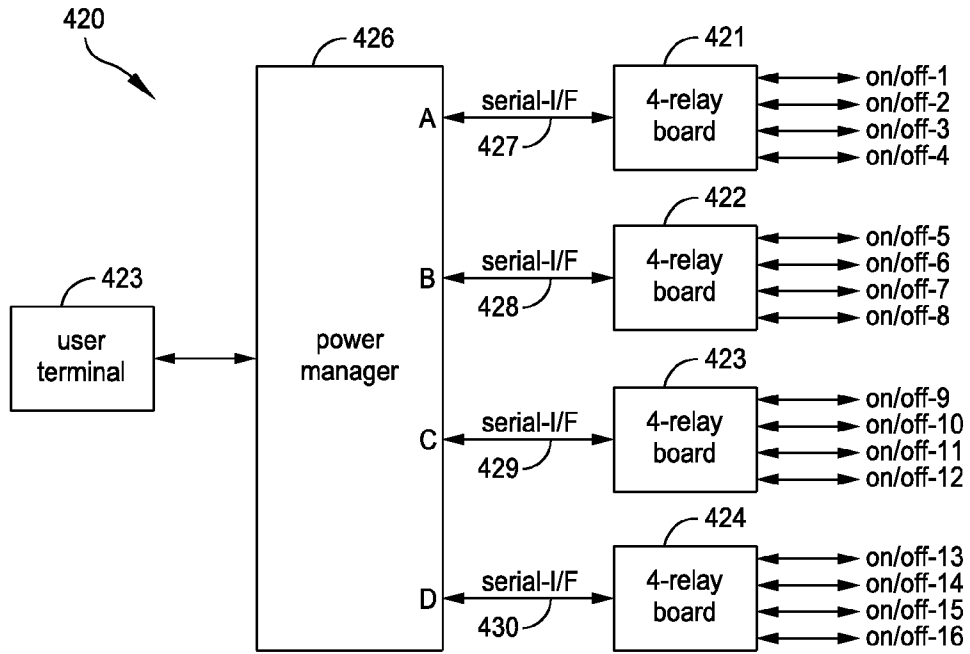 420
426
421
A
serial-I/F
427
4-relay
board
on/off-1
on/off-2
on/off-3
on/off-4
422
B
serial-I/F
428
4-relay
board
on/off-5
on/off-6
on/off-7
on/off-8
423
user
terminal
power
manager
423
C
serial-I/F
429
4-relay
board
on/off-9
on/off-10
on/off-11
on/off-12
424
D
serial-I/F
430
4-relay
board
on/off-13
on/off-14
on/off-15
on/off-16